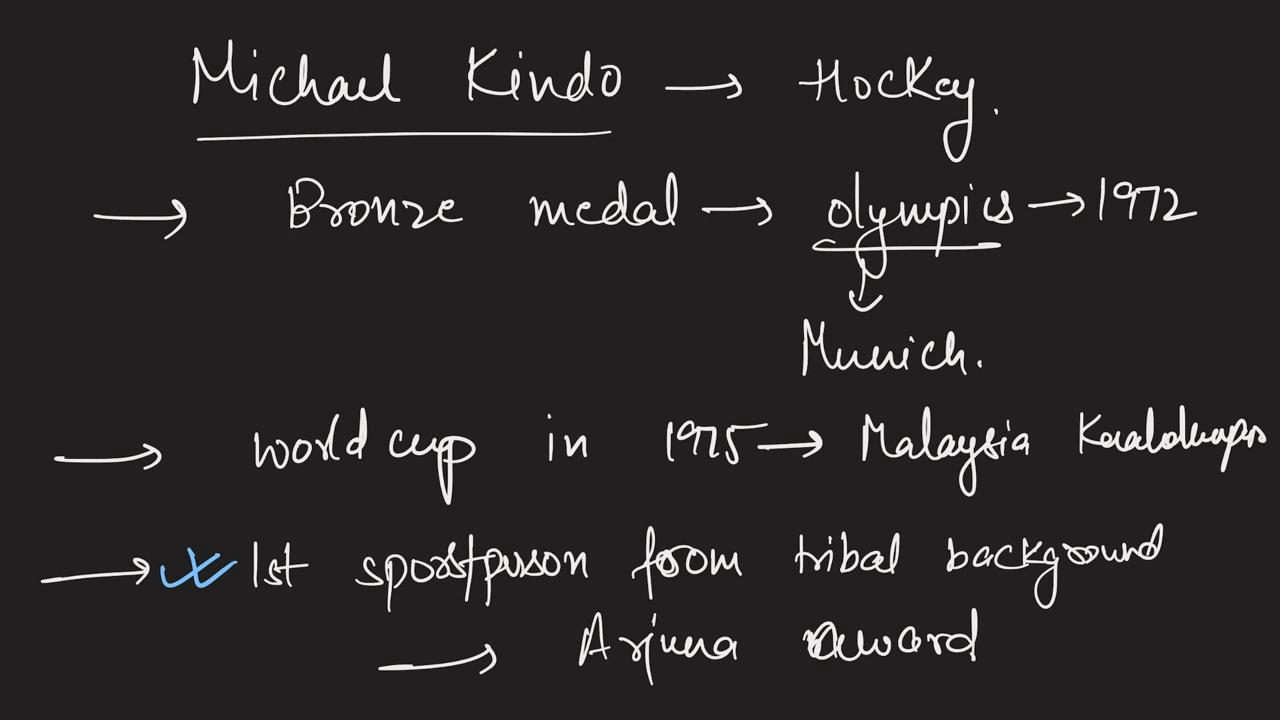 Michael Kindo → Hockey.
→ Bronze medal → olympics → 1972
Munich.
→ world cup in 1975 → Malaysia
→ 1st sportsperson from tribal background
→ Arjuna award